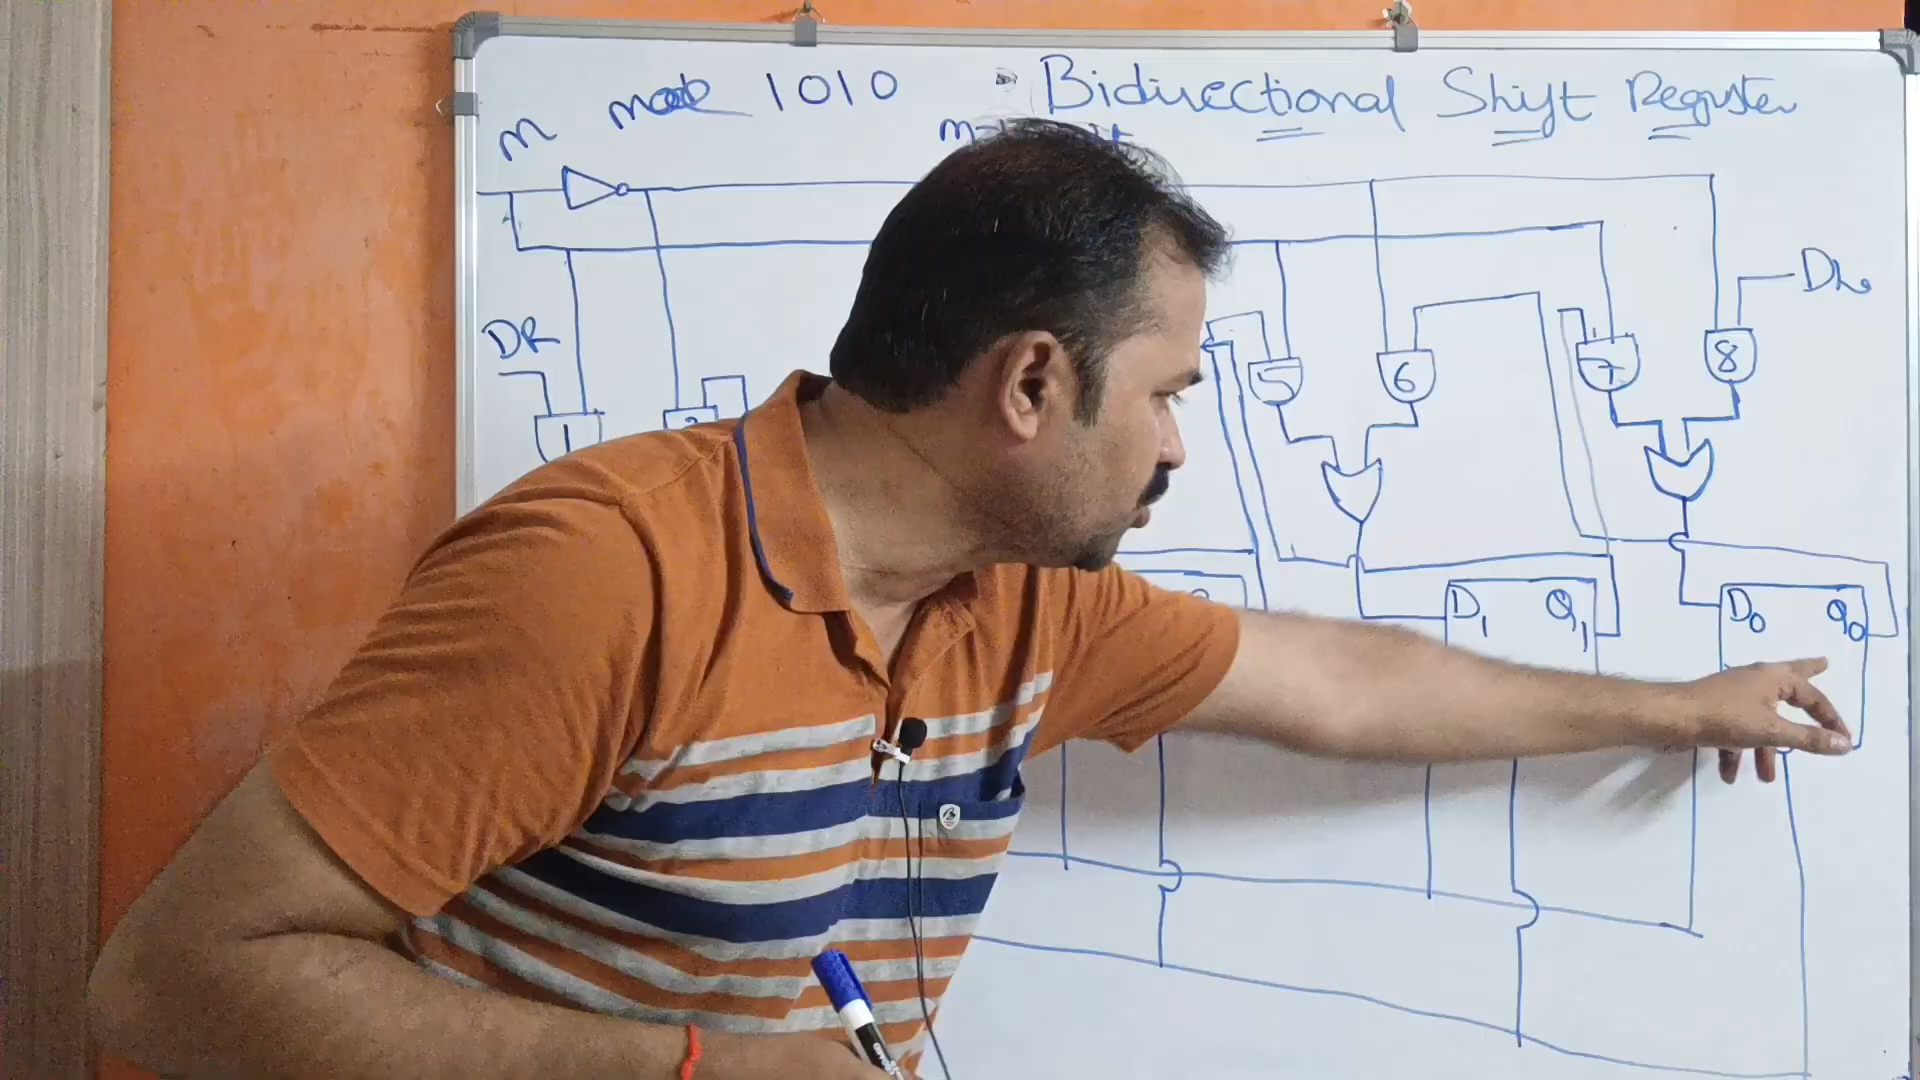 M mode 1010 Bidirectional Shift Register
DR
DL
1
5 6 7 8
D1 Q1 D0 Q0